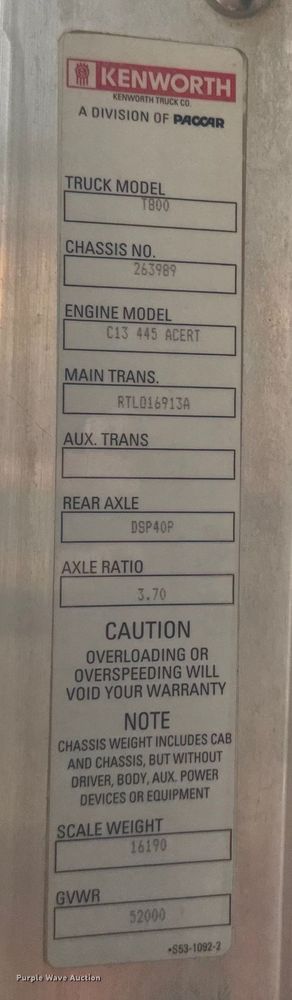 KENWORTH
KENWORTH TRUCK CO.
A DIVISION OF PACCAR
TRUCK MODEL
T800
CHASSIS NO.
263989
ENGINE MODEL
C13 445 ACERT
MAIN TRANS.
RTLO16913A
AUX. TRANS
REAR AXLE
DSP40P
AXLE RATIO
3.70
CAUTION
OVERLOADING OR
OVERSPEEDING WILL
VOID YOUR WARRANTY
NOTE
CHASSIS WEIGHT INCLUDES CAB
AND CHASSIS, BUT WITHOUT
DRIVER, BODY, AUX. POWER
DEVICES OR EQUIPMENT
SCALE WEIGHT
16190
GVWR
52000
•S53-1092-2
Purple Wave Auction